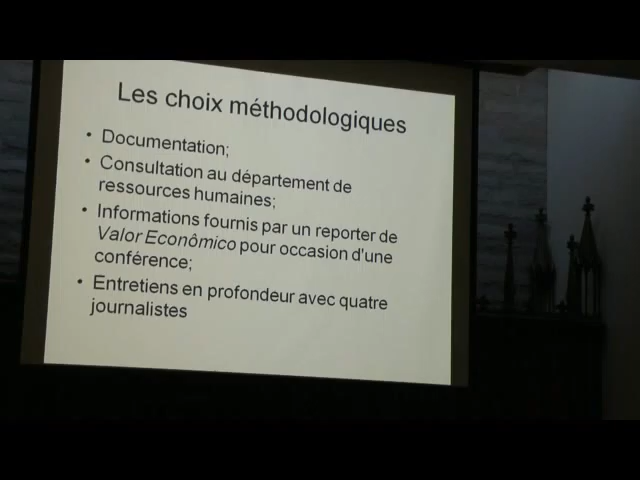 Les choix méthodologiques
• Documentation;
• Consultation au département de
ressources humaines;
• Informations fournis par un reporter de
Valor Econômico pour occasion d'une
conférence;
• Entretiens en profondeur avec quatre
journalistes